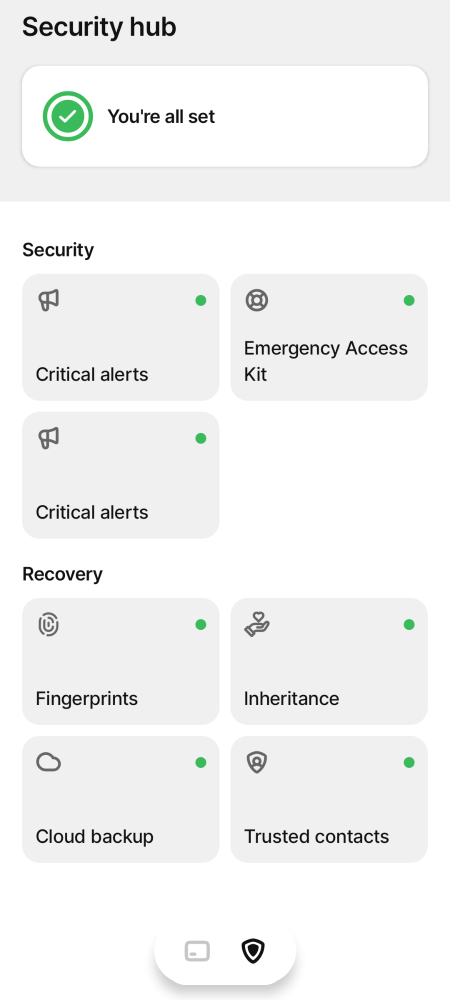 Security hub
You're all set
Security
Critical alerts
Emergency Access
Kit
Critical alerts
Recovery
Fingerprints
Inheritance
Cloud backup
Trusted contacts